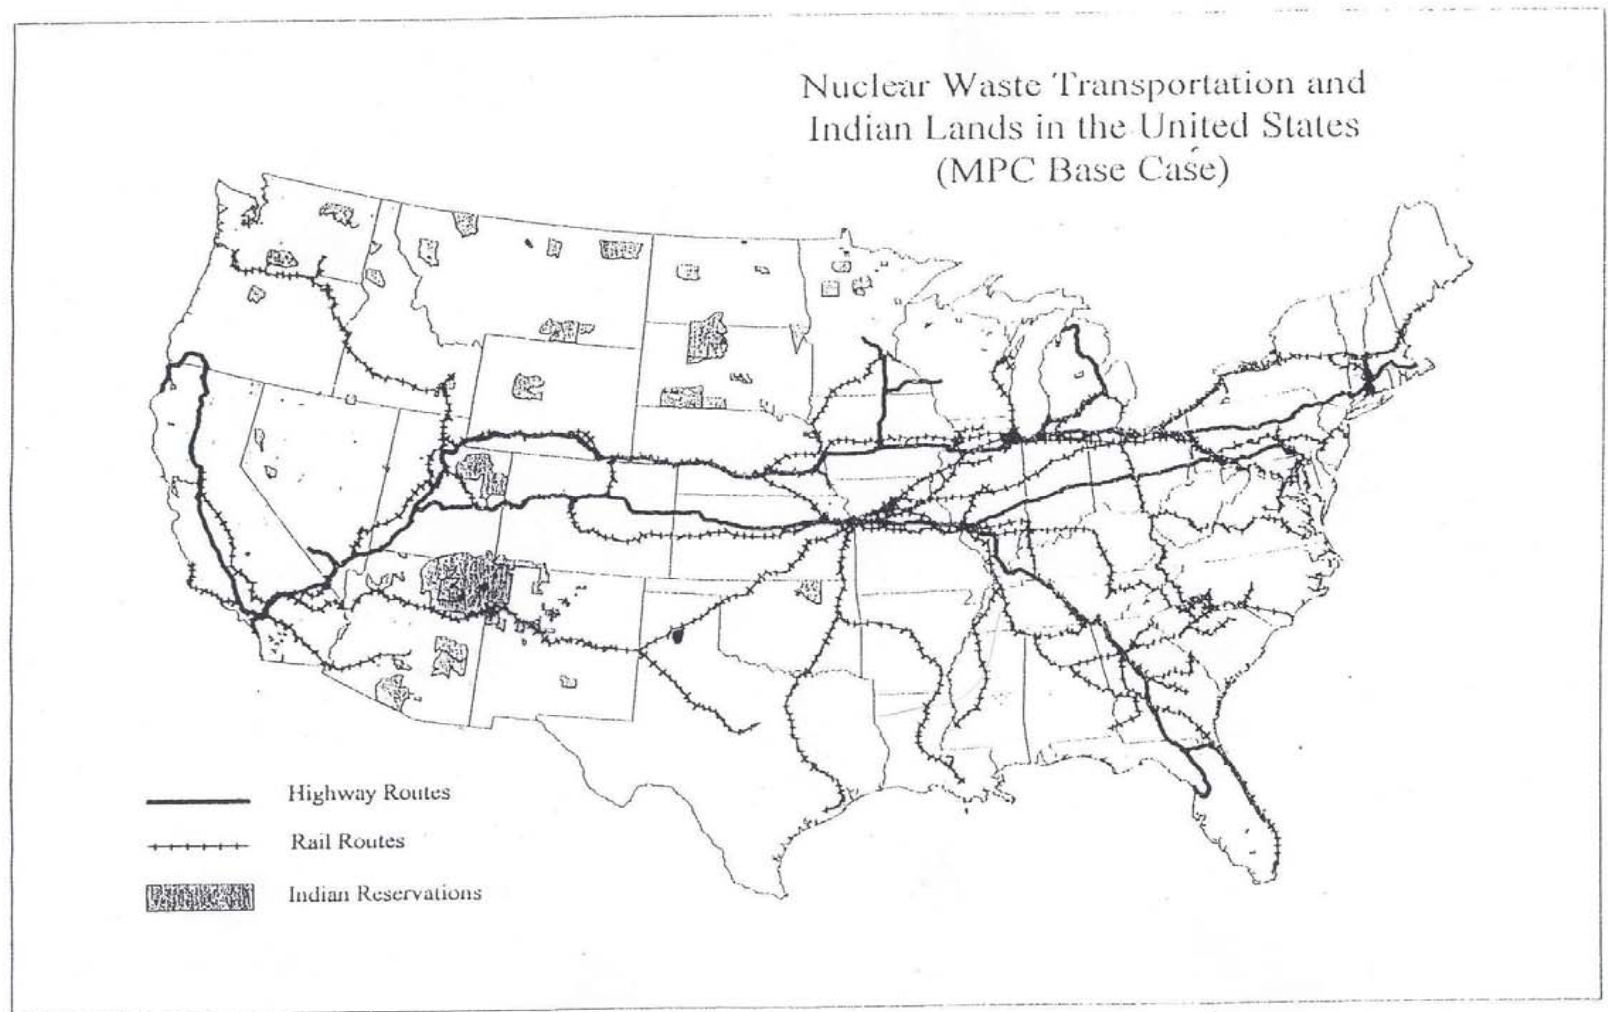 Nuclear Waste Transportation and
Indian Lands in the United States
(MPC Base Case)
Highway Routes
Rail Routes
Indian Reservations